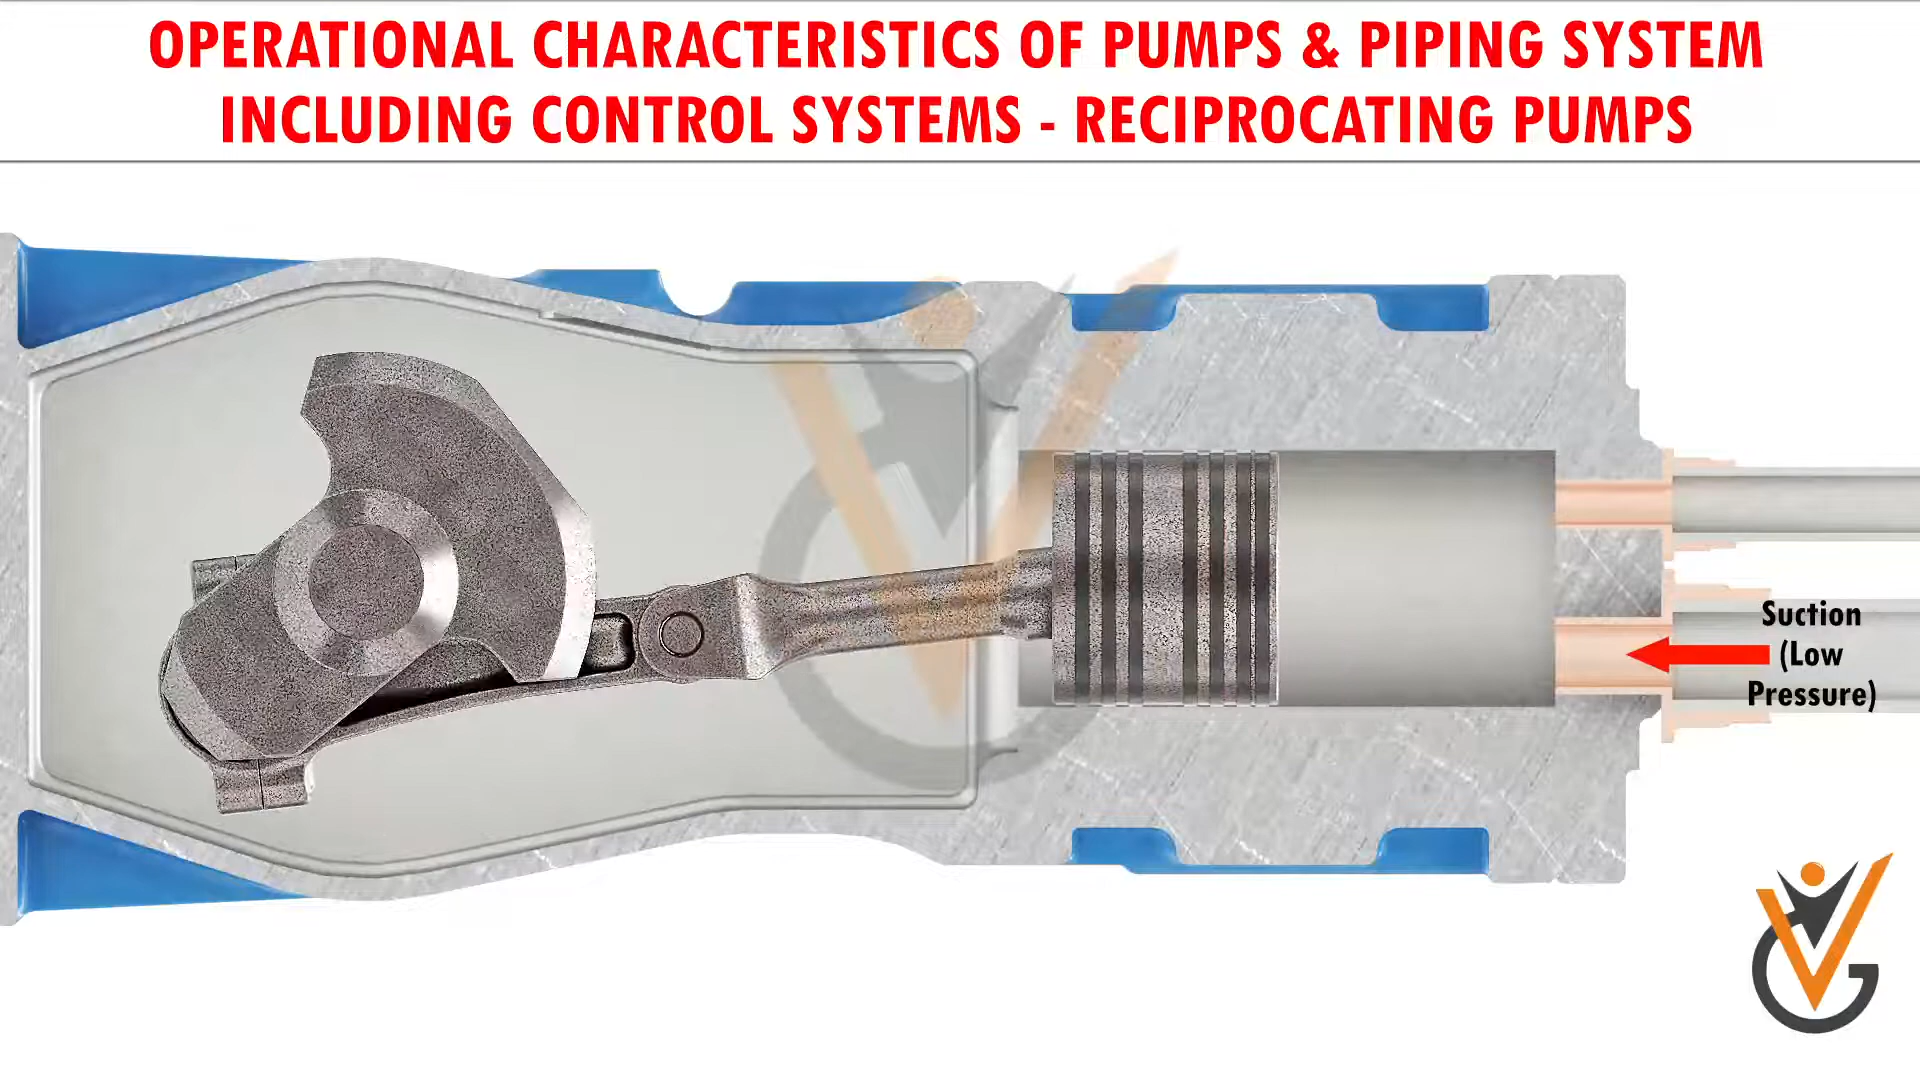 OPERATIONAL CHARACTERISTICS OF PUMPS & PIPING SYSTEM
INCLUDING CONTROL SYSTEMS - RECIPROCATING PUMPS
Suction
(Low
Pressure)